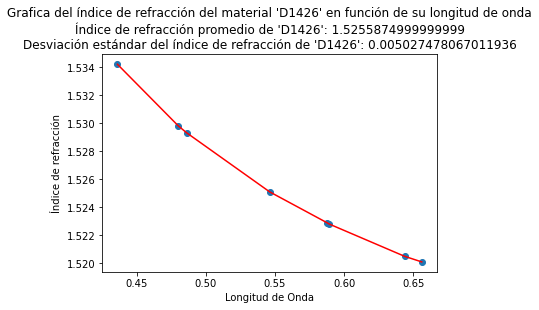 Grafica del índice de refracción del material 'D1426' en función de su longitud de onda
Índice de refracción promedio de 'D1426': 1.5255874999999999
Desviación estándar del índice de refracción de 'D1426': 0.005027478067011936
1.534
1.532
1.530
1.528
1.526
1.524
1.522
1.520
Índice de refracción
0.45
0.50
0.55
0.60
0.65
Longitud de Onda